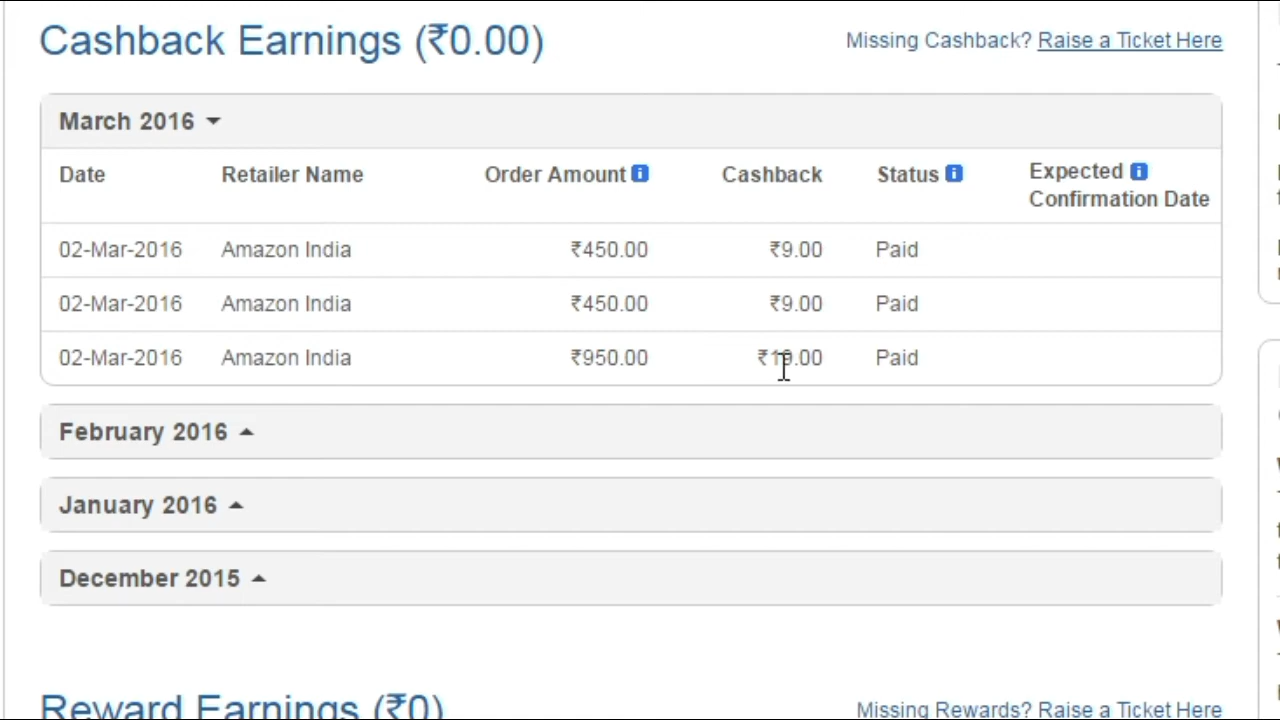 Cashback Earnings (₹0.00)
Missing Cashback? Raise a Ticket Here
March 2016
Date Retailer Name Order Amount Cashback Status Expected Confirmation Date
02-Mar-2016 Amazon India ₹450.00 ₹9.00 Paid
02-Mar-2016 Amazon India ₹450.00 ₹9.00 Paid
02-Mar-2016 Amazon India ₹950.00 ₹19.00 Paid
February 2016
January 2016
December 2015
Reward Earnings (₹0)
Missing Rewards? Raise a Ticket Here